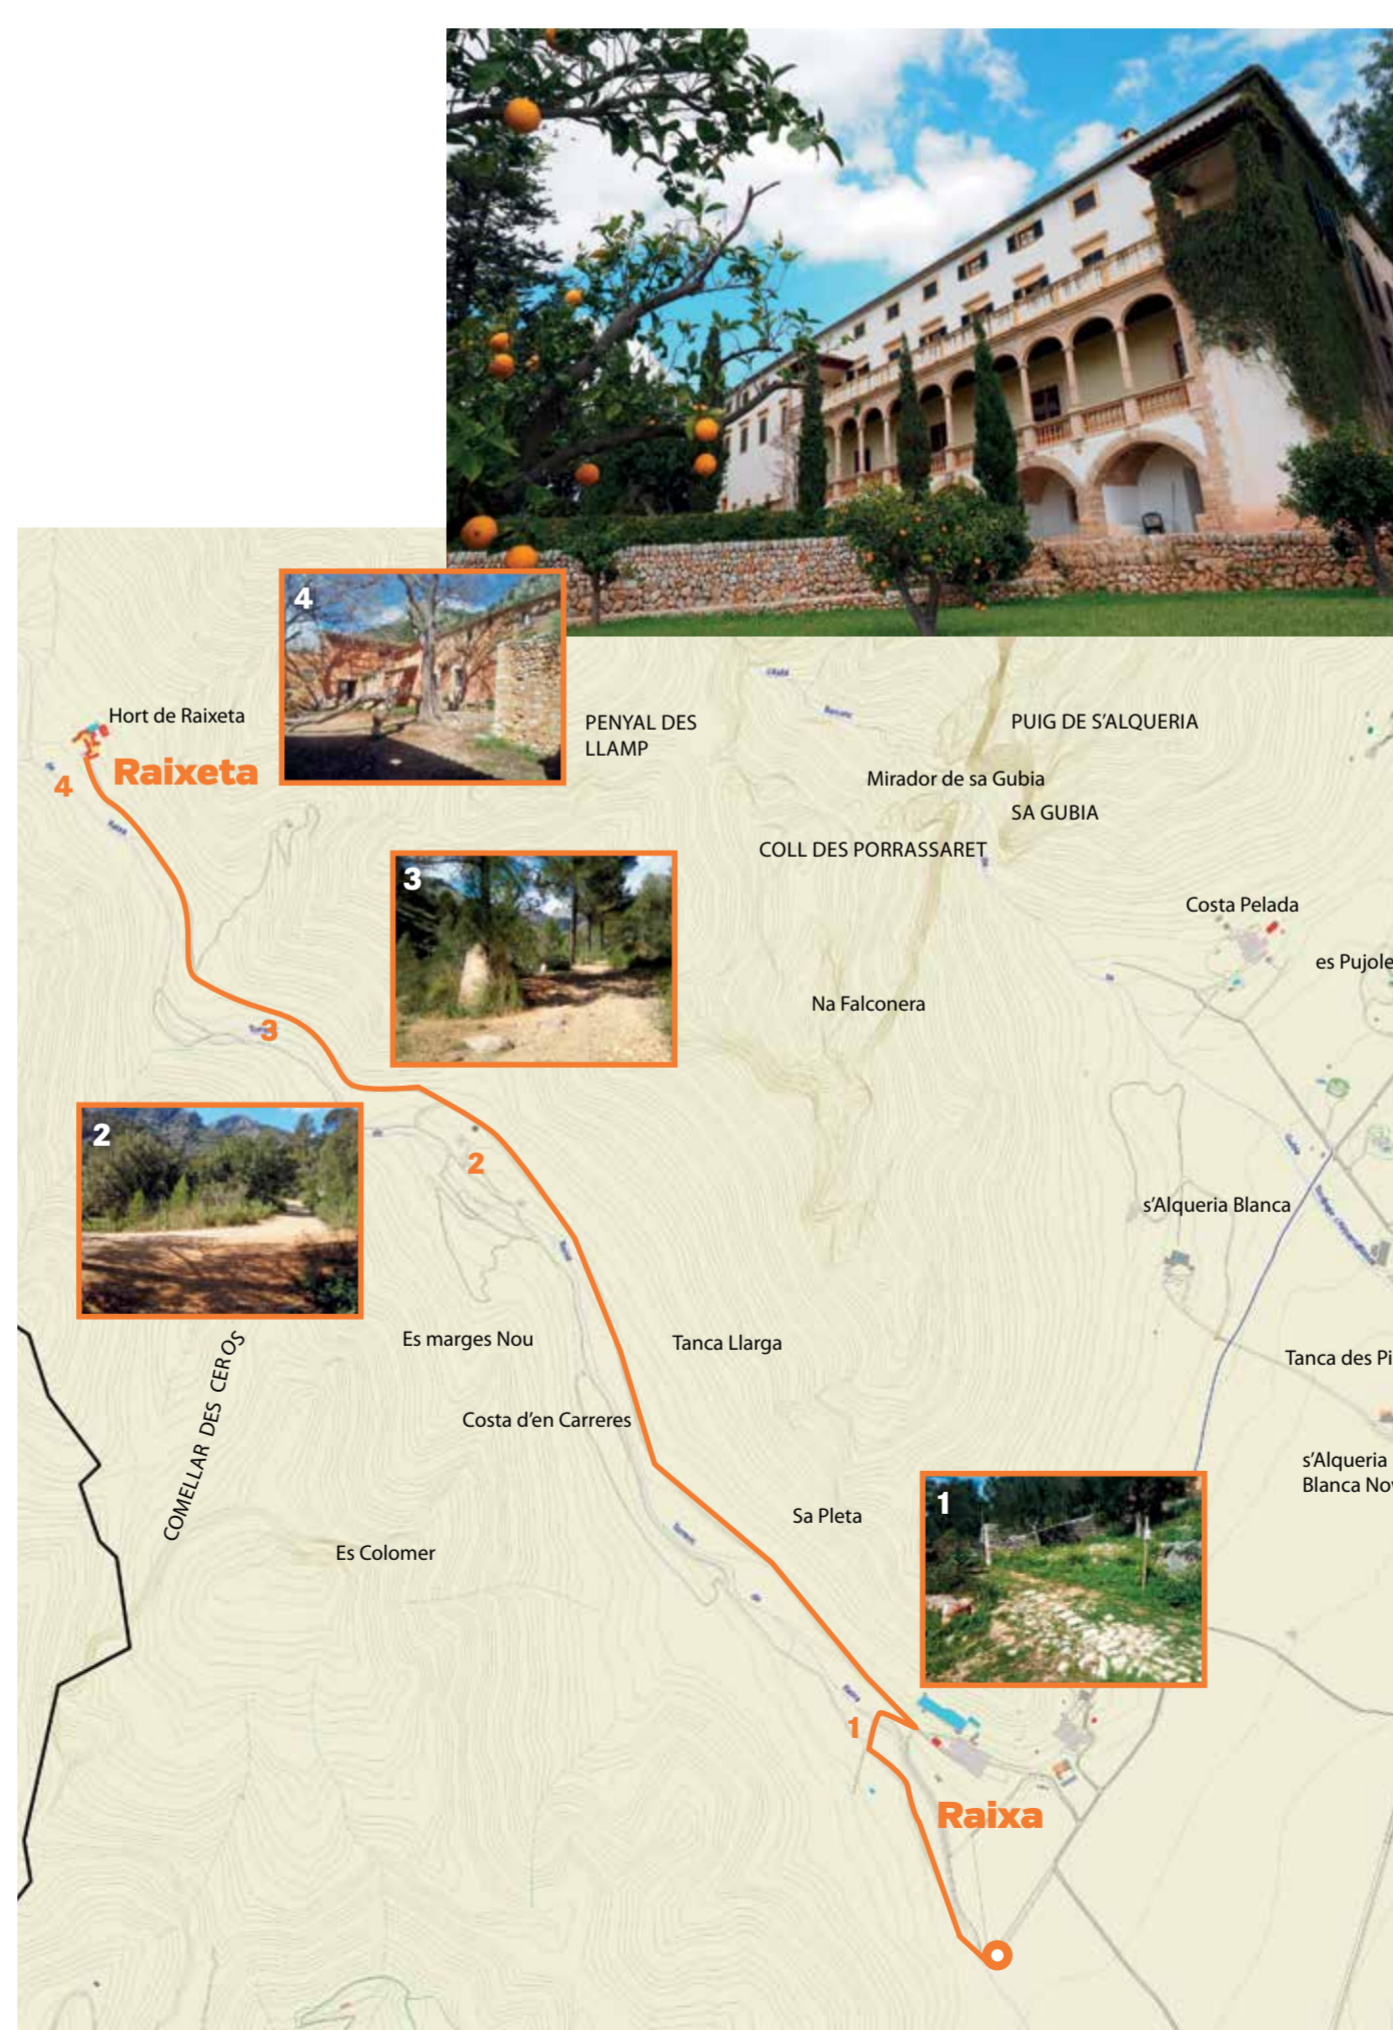 4
Hort de Raixeta
PENYAL DES
LLAMP
PUIG DE S'ALQUERIA
Raixeta
4
Mirador de sa Gubia
SA GUBIA
COLL DES PORRASSARET
3
Costa Pelada
es Pujole
Na Falconera
3
2
2
s'Alqueria Blanca
Es marges Nou
Tanca Llarga
Tanca des Pi
COMELLAR DES CEROS
Costa d'en Carreres
s'Alqueria
Blanca Nov
1
Sa Pleta
Es Colomer
1
Raixa